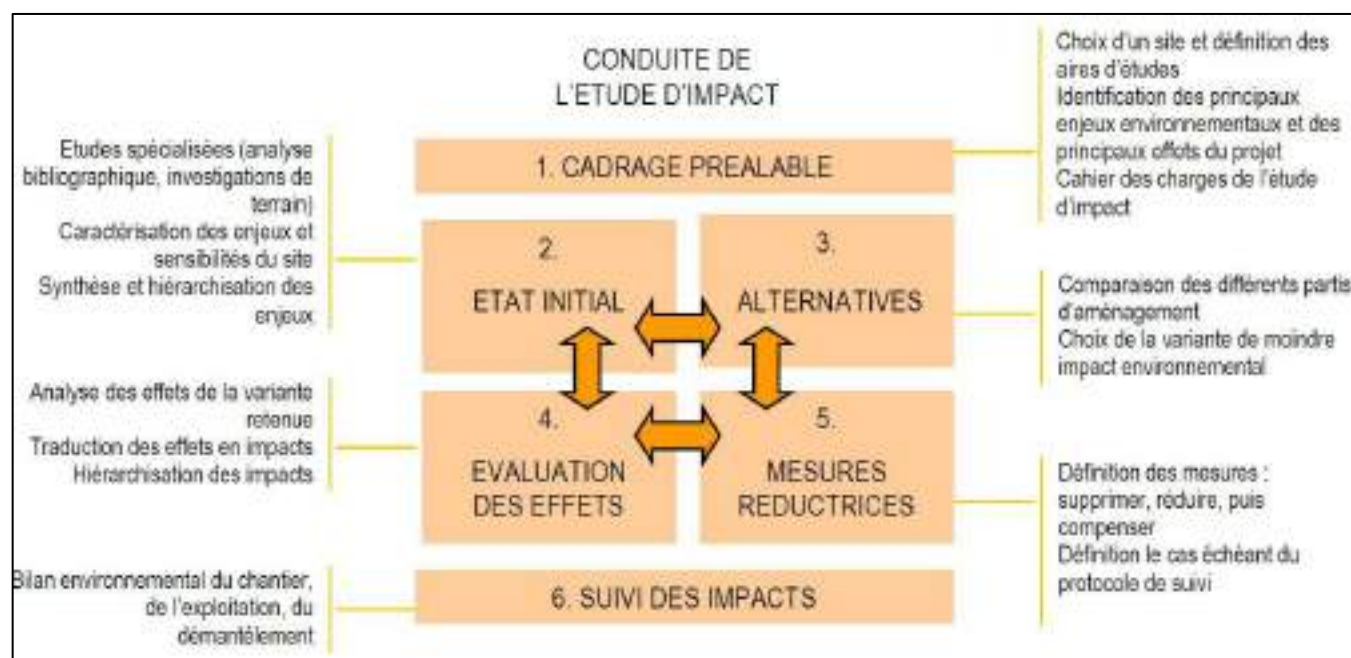 CONDUITE DE
L'ETUDE D'IMPACT
1. CADRAGE PREALABLE
Choix d'un site et définition des
aires d'études
Identification des principaux
enjeux environnementaux et des
principaux effets du projet
Cahier des charges de l'étude
d'impact
Etudes spécialisées (analyse
bibliographique, investigations de
terrain)
Caractérisation des enjeux et
sensibilités du site
Synthèse et hiérarchisation des
enjeux
2.
ETAT INITIAL
3.
ALTERNATIVES
Comparaison des différents partis
d'aménagement
Choix de la variante de moindre
impact environnemental
Analyse des effets de la variante
retenue
Traduction des effets en impacts
Hiérarchisation des impacts
4.
EVALUATION
DES EFFETS
5.
MESURES
REDUCTRICES
Définition des mesures :
supprimer, réduire, puis
compenser
Définition le cas échéant du
protocole de suivi
Bilan environnemental du chantier,
de l'exploitation, du
démantélement
6. SUIVI DES IMPACTS